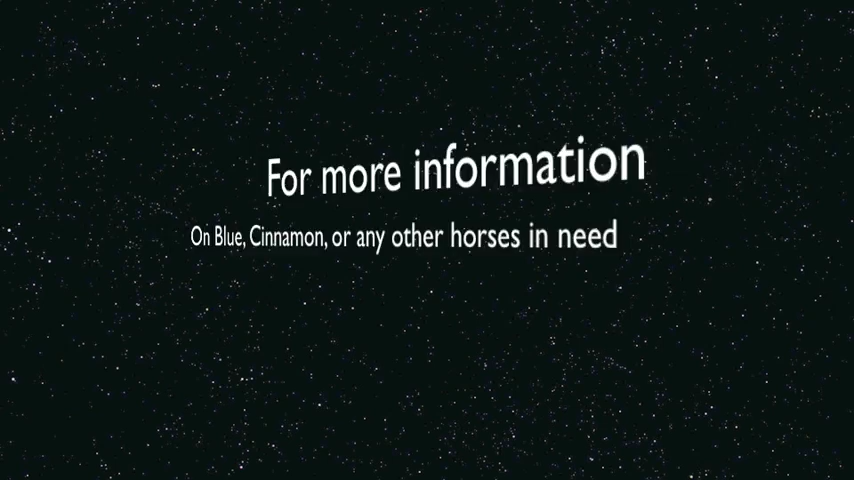 For more information
On Blue, Cinnamon, or any other horses in need